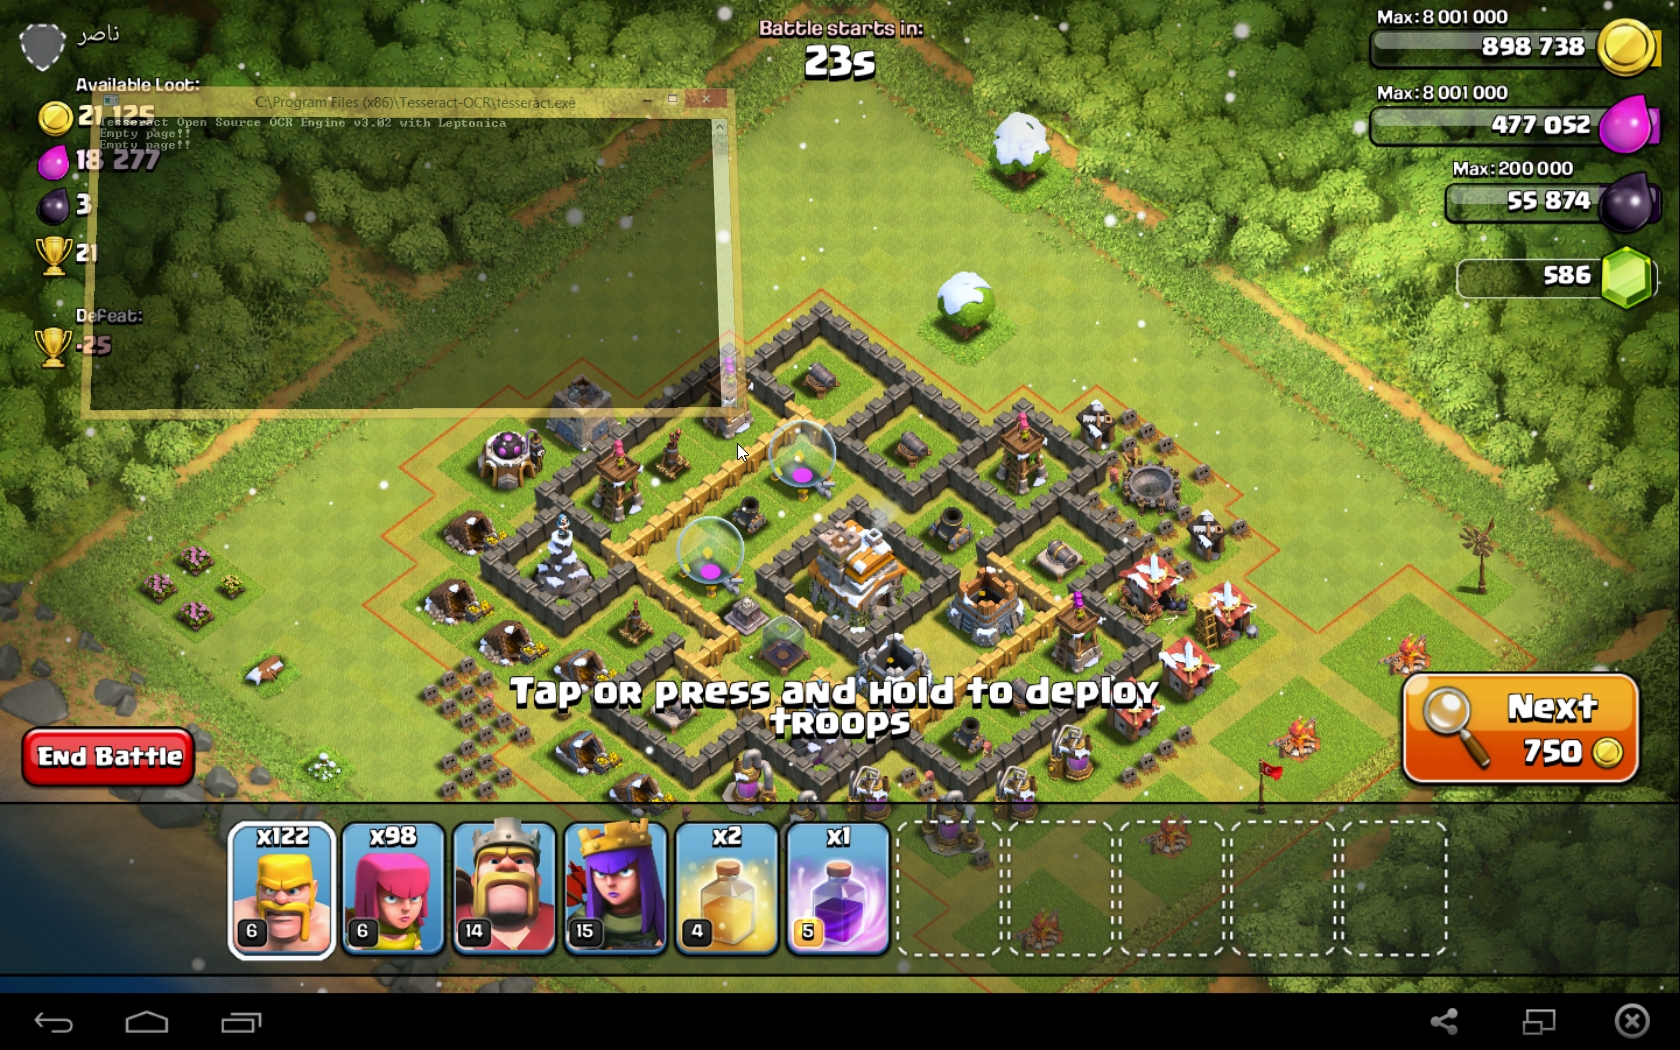 ناصر
Available Loot:
21 125
18 277
3
21
Defeat:
-25
C:\Program Files (x86)\Tesseract-OCR\tesseract.exe
Tesseract Open Source OCR Engine v3.02 with Leptonica
Empty page!!
Empty page!!
Battle starts in:
23s
Max: 8 001 000
898 738
Max: 8 001 000
477 052
Max: 200 000
55 874
586
Tap or press and hold to deploy
troops
End Battle
Next
750
x122
6
x98
6
14
15
x2
4
x1
5